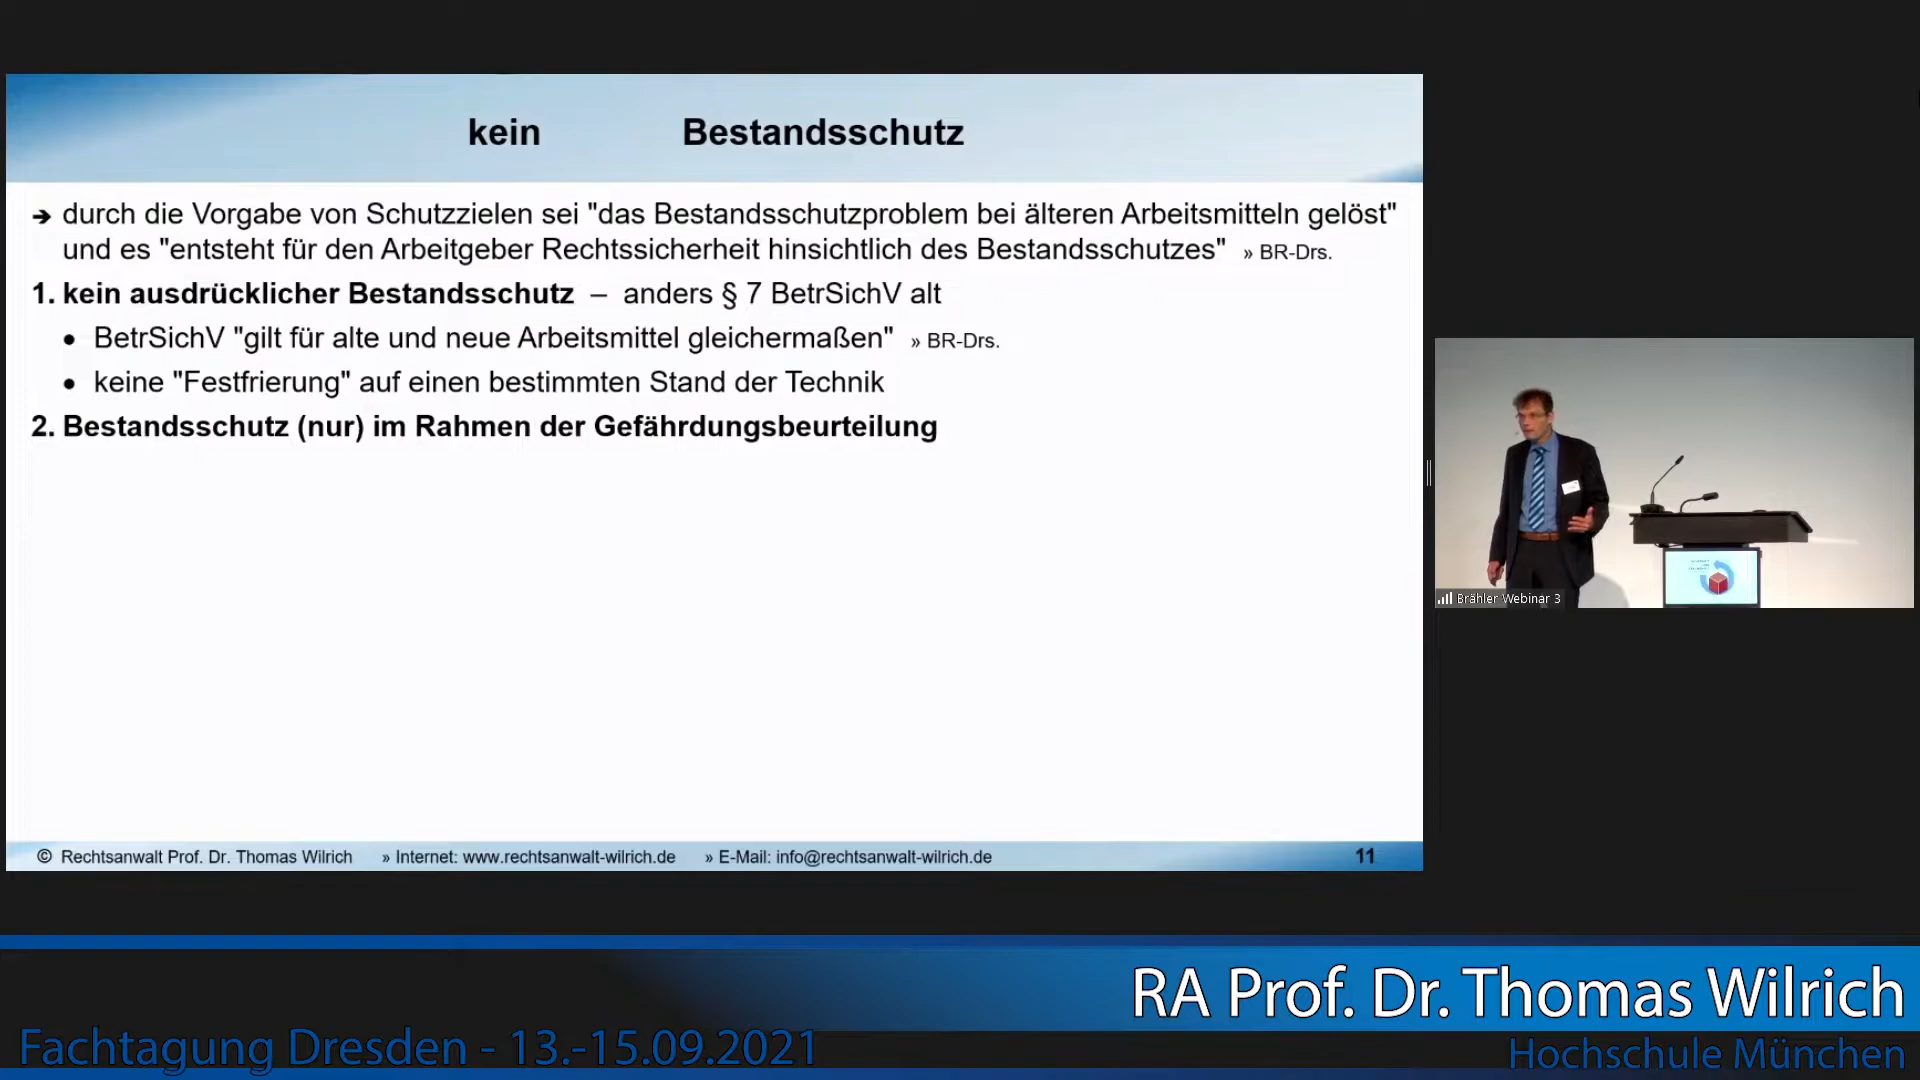 kein Bestandsschutz
➔ durch die Vorgabe von Schutzzielen sei "das Bestandsschutzproblem bei älteren Arbeitsmitteln gelöst"
und es "entsteht für den Arbeitgeber Rechtssicherheit hinsichtlich des Bestandsschutzes" » BR-Drs.
1. kein ausdrücklicher Bestandsschutz – anders § 7 BetrSichV alt
• BetrSichV "gilt für alte und neue Arbeitsmittel gleichermaßen" » BR-Drs.
• keine "Festfrierung" auf einen bestimmten Stand der Technik
2. Bestandsschutz (nur) im Rahmen der Gefährdungsbeurteilung
© Rechtsanwalt Prof. Dr. Thomas Wilrich » Internet: www.rechtsanwalt-wilrich.de » E-Mail: info@rechtsanwalt-wilrich.de 11
Brähler Webinar 3
RA Prof. Dr. Thomas Wilrich
Fachtagung Dresden - 13.-15.09.2021
Hochschule München